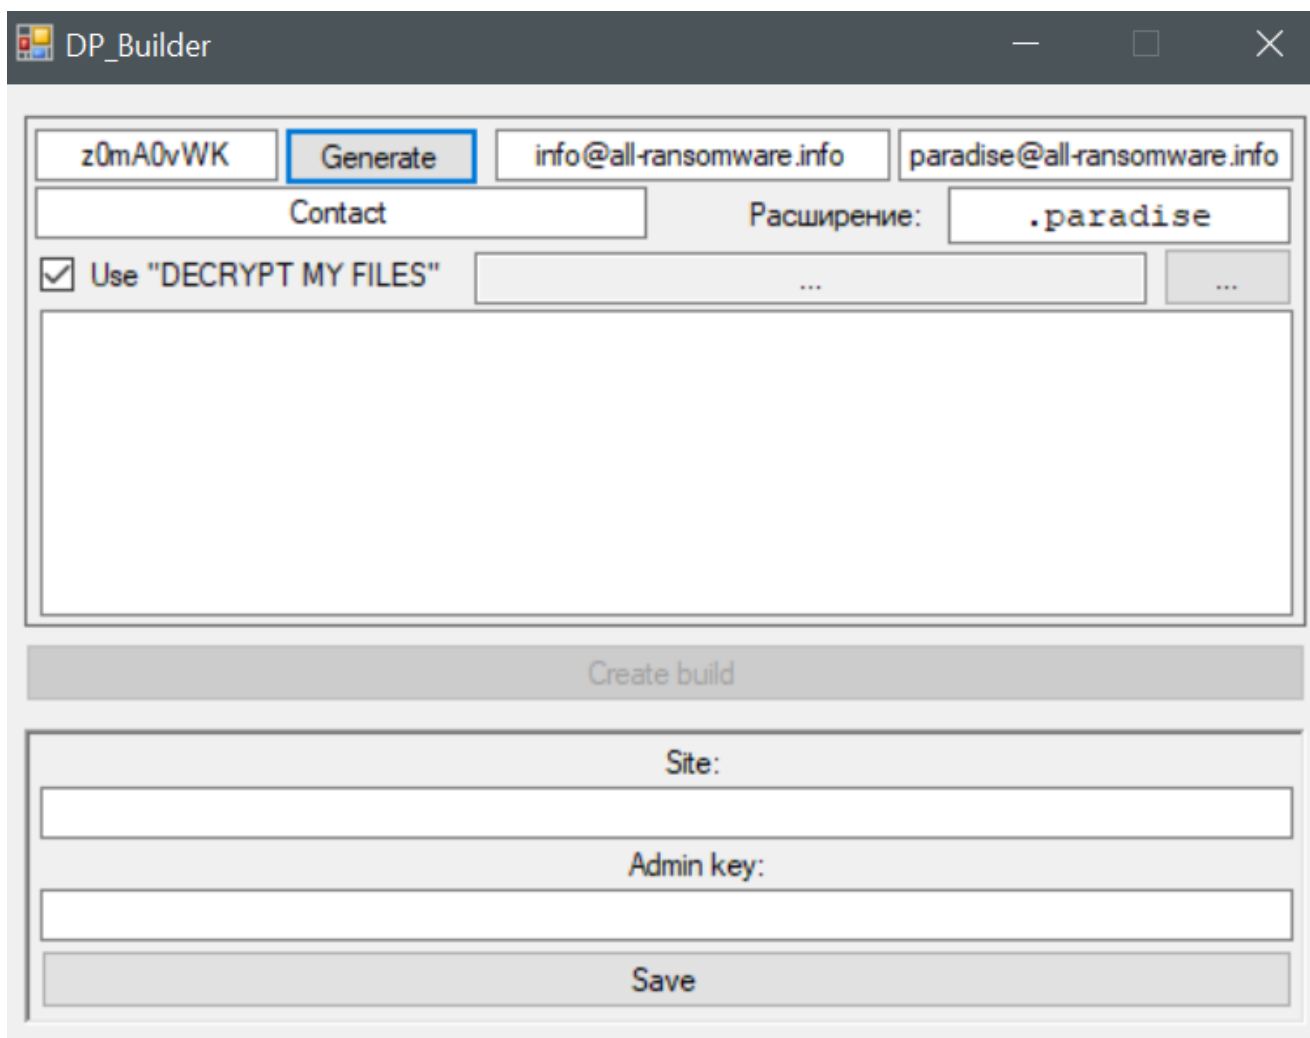 DP_Builder
z0mA0vWK Generate info@all-ransomware.info paradise@all-ransomware.info
Contact Расширение: .paradise
Use "DECRYPT MY FILES" ... ...
Create build
Site:
Admin key:
Save